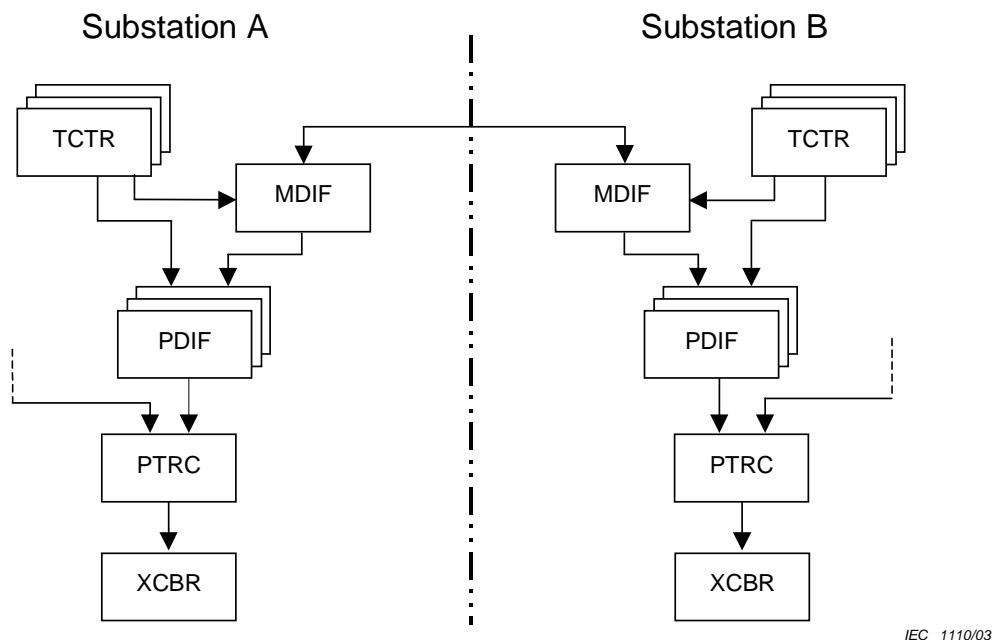 Substation A
Substation B
TCTR
TCTR
MDIF
MDIF
PDIF
PDIF
PTRC
PTRC
XCBR
XCBR
IEC 1110/03